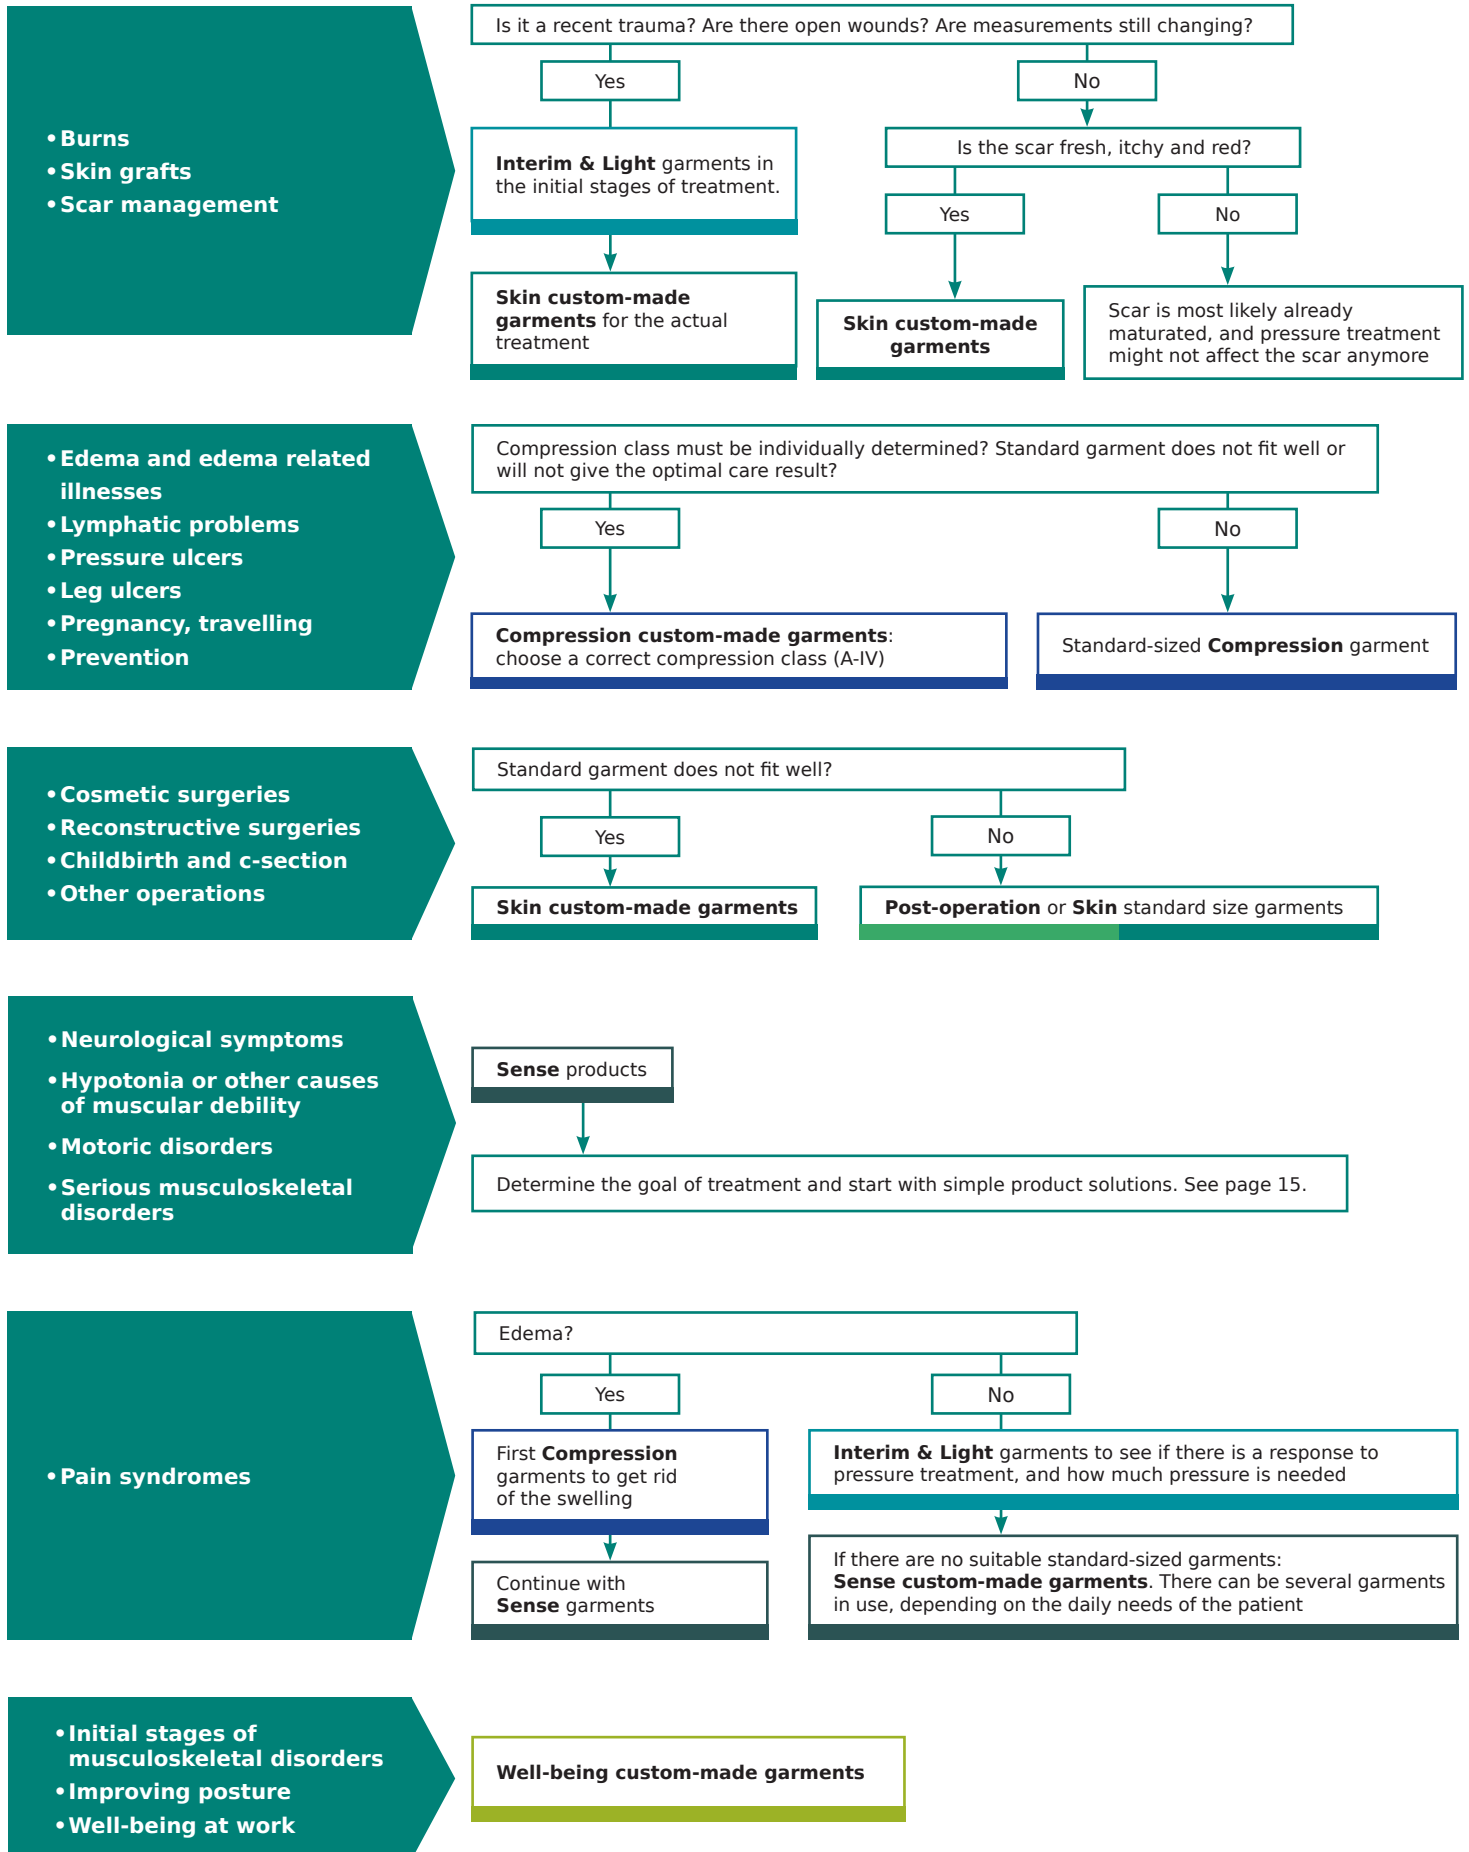 Is it a recent trauma? Are there open wounds? Are measurements still changing?
Yes
No
• Burns
• Skin grafts
• Scar management
Interim & Light garments in
the initial stages of treatment.
Is the scar fresh, itchy and red?
Yes
No
Skin custom-made
garments for the actual
treatment
Skin custom-made
garments
Scar is most likely already
maturated, and pressure treatment
might not affect the scar anymore
• Edema and edema related
illnesses
• Lymphatic problems
• Pressure ulcers
• Leg ulcers
• Pregnancy, travelling
• Prevention
Compression class must be individually determined? Standard garment does not fit well or
will not give the optimal care result?
Yes
No
Compression custom-made garments:
choose a correct compression class (A-IV)
Standard-sized Compression garment
• Cosmetic surgeries
• Reconstructive surgeries
• Childbirth and c-section
• Other operations
Standard garment does not fit well?
Yes
No
Skin custom-made garments
Post-operation or Skin standard size garments
• Neurological symptoms
• Hypotonia or other causes
of muscular debility
• Motoric disorders
• Serious musculoskeletal
disorders
Sense products
Determine the goal of treatment and start with simple product solutions. See page 15.
• Pain syndromes
Edema?
Yes
No
First Compression
garments to get rid
of the swelling
Interim & Light garments to see if there is a response to
pressure treatment, and how much pressure is needed
Continue with
Sense garments
If there are no suitable standard-sized garments:
Sense custom-made garments. There can be several garments
in use, depending on the daily needs of the patient
• Initial stages of
musculoskeletal disorders
• Improving posture
• Well-being at work
Well-being custom-made garments